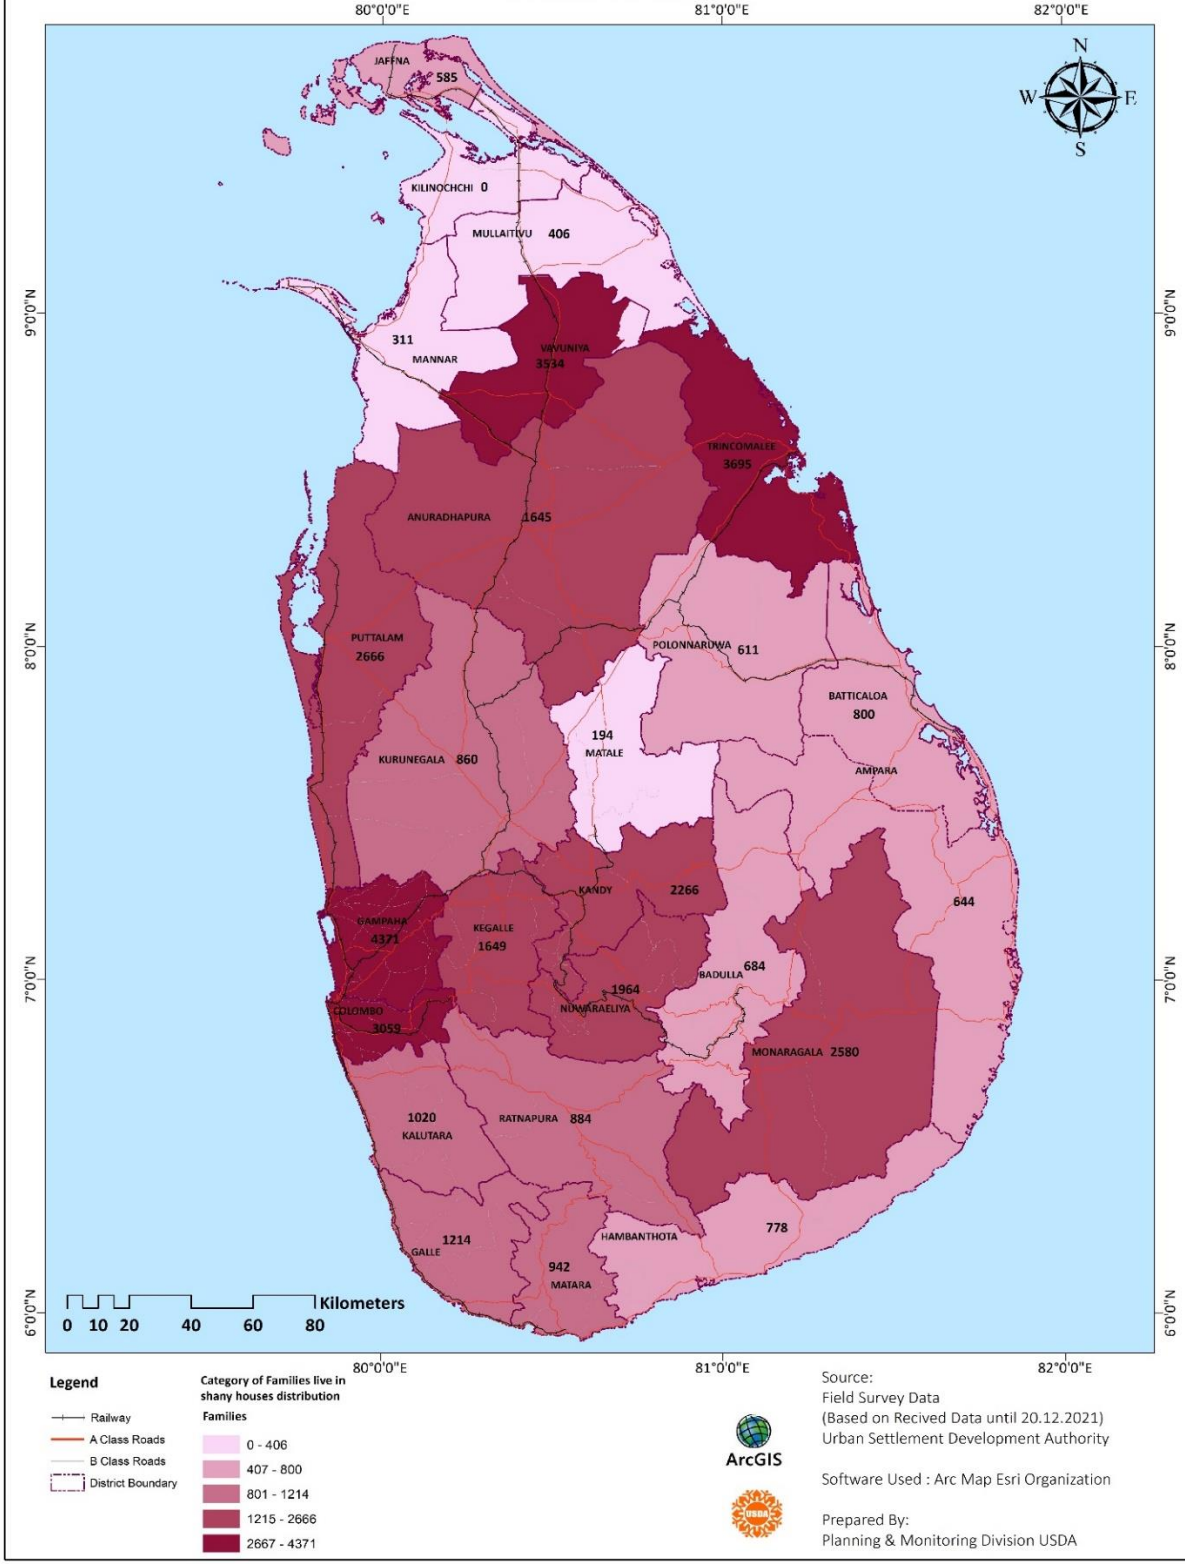 80°0'0"E 81°0'0"E 82°0'0"E
N
W E
S
JAFFNA
585
KILINOCHCHI 0
MULLAITIVU 406
9°0'0"N 9°0'0"N
311
MANNAR
VAVUNIYA
3534
TRINCOMALEE
3695
ANURADHAPURA 1645
PUTTALAM
2666
8°0'0"N 8°0'0"N
POLONNARUWA 611
BATTICALOA
800
194
MATALE
KURUNEGALA 860
AMPARA
644
KANDY 2266
GAMPAHA
4371
KEGALLE
1649
BADULLA 684
7°0'0"N 7°0'0"N
1964
NUWARAELIYA
COLOMBO
3059
MONARAGALA 2580
1020
KALUTARA
RATNAPURA 884
HAMBANTHOTA 778
1214
GALLE
942
MATARA
6°0'0"N 6°0'0"N
Kilometers
0 10 20 40 60 80
80°0'0"E 81°0'0"E 82°0'0"E
Legend
Railway
A Class Roads
B Class Roads
District Boundary
Category of Families live in
shany houses distribution
Families
0 - 406
407 - 800
801 - 1214
1215 - 2666
2667 - 4371
ArcGIS
USDA
Source:
Field Survey Data
(Based on Recived Data until 20.12.2021)
Urban Settlement Development Authority
Software Used : Arc Map Esri Organization
Prepared By:
Planning & Monitoring Division USDA